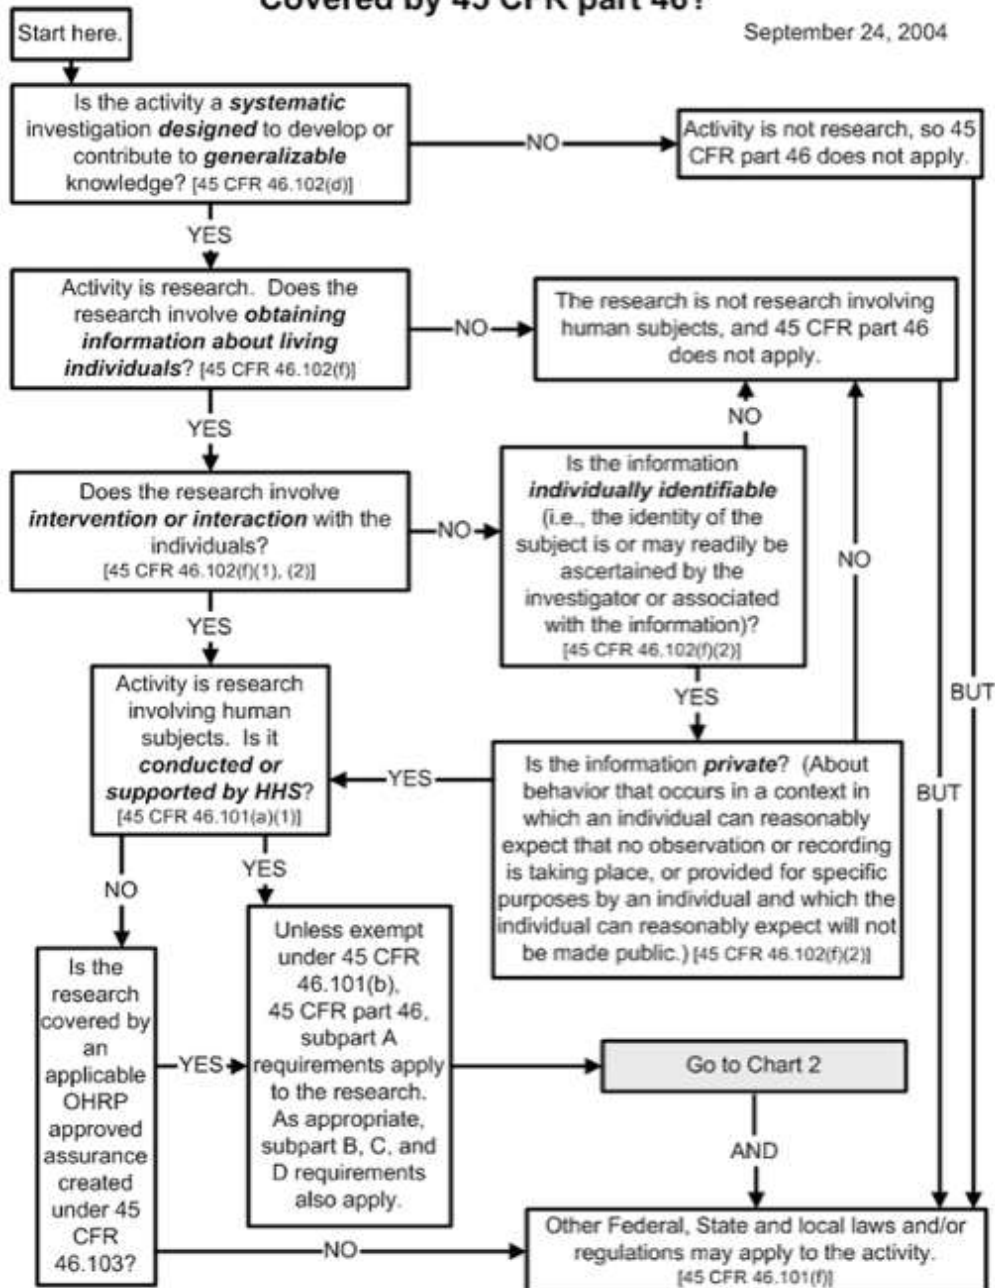 Covered by 45 CFR part 46?
September 24, 2004
Start here.
Is the activity a systematic
investigation designed to develop or
contribute to generalizable
knowledge? [45 CFR 46.102(d)]
NO
Activity is not research, so 45
CFR part 46 does not apply.
YES
Activity is research. Does the
research involve obtaining
information about living
individuals? [45 CFR 46.102(f)]
NO
The research is not research involving
human subjects, and 45 CFR part 46
does not apply.
YES
NO
Does the research involve
intervention or interaction with the
individuals?
[45 CFR 46.102(f)(1), (2)]
NO
Is the information
individually identifiable
(i.e., the identity of the
subject is or may readily be
ascertained by the
investigator or associated
with the information)?
[45 CFR 46.102(f)(2)]
NO
YES
YES
BUT
Activity is research
involving human
subjects. Is it
conducted or
supported by HHS?
[45 CFR 46.101(a)(1)]
YES
Is the information private? (About
behavior that occurs in a context in
which an individual can reasonably
expect that no observation or recording
is taking place, or provided for specific
purposes by an individual and which the
individual can reasonably expect will not
be made public.) [45 CFR 46.102(f)(2)]
BUT
NO
YES
Is the
research
covered by
an
applicable
OHRP
approved
assurance
created
under 45
CFR
46.103?
YES
Unless exempt
under 45 CFR
46.101(b),
45 CFR part 46,
subpart A
requirements apply
to the research.
As appropriate,
subpart B, C, and
D requirements
also apply.
Go to Chart 2
AND
NO
Other Federal, State and local laws and/or
regulations may apply to the activity.
[45 CFR 46.101(f)]